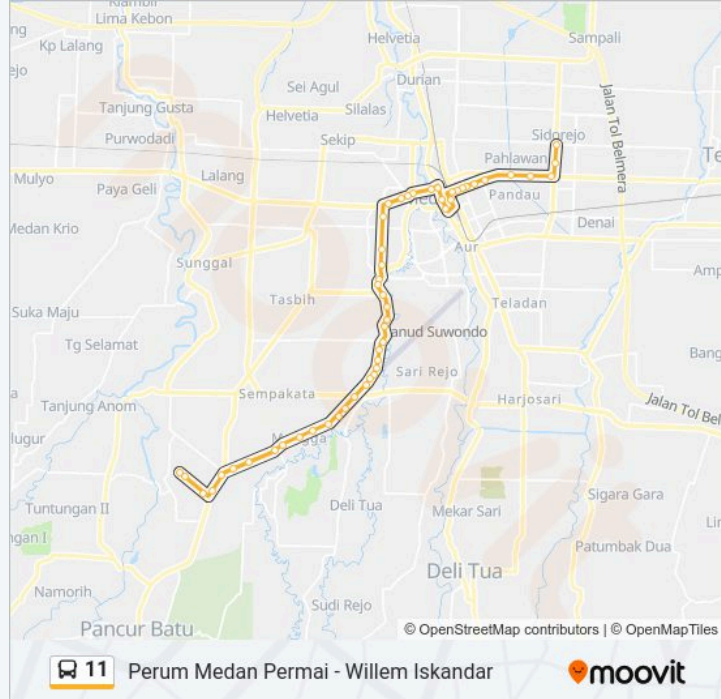 Kp Lalang
Lima Kebon
Helvetia
Sampali
Durian
Sei Agul
Tanjung Gusta
Helvetia
Silalas
Jalan Tol Belmera
Purwodadi
Sekip
Sidorejo
Pahlawan
Mulyo
Paya Geli
Lalang
Pandau
Medan Krio
Denai
Aur
Sunggal
Tasbih
Teladan
Suka Maju
anud Suwondo
Tg Selamat
Sari Rejo
Tanjung Anom
Sempakata
Harjosari
Jalan Tol Bel
Mangga
Deli Tua
Sigara Gara
Tuntungan II
Mekar Sari
Patumbak Dua
Deli Tua
Namorih
Sudi Rejo
Pancur Batu
© OpenStreetMap contributors | © OpenMapTiles
11 Perum Medan Permai - Willem Iskandar
moovit